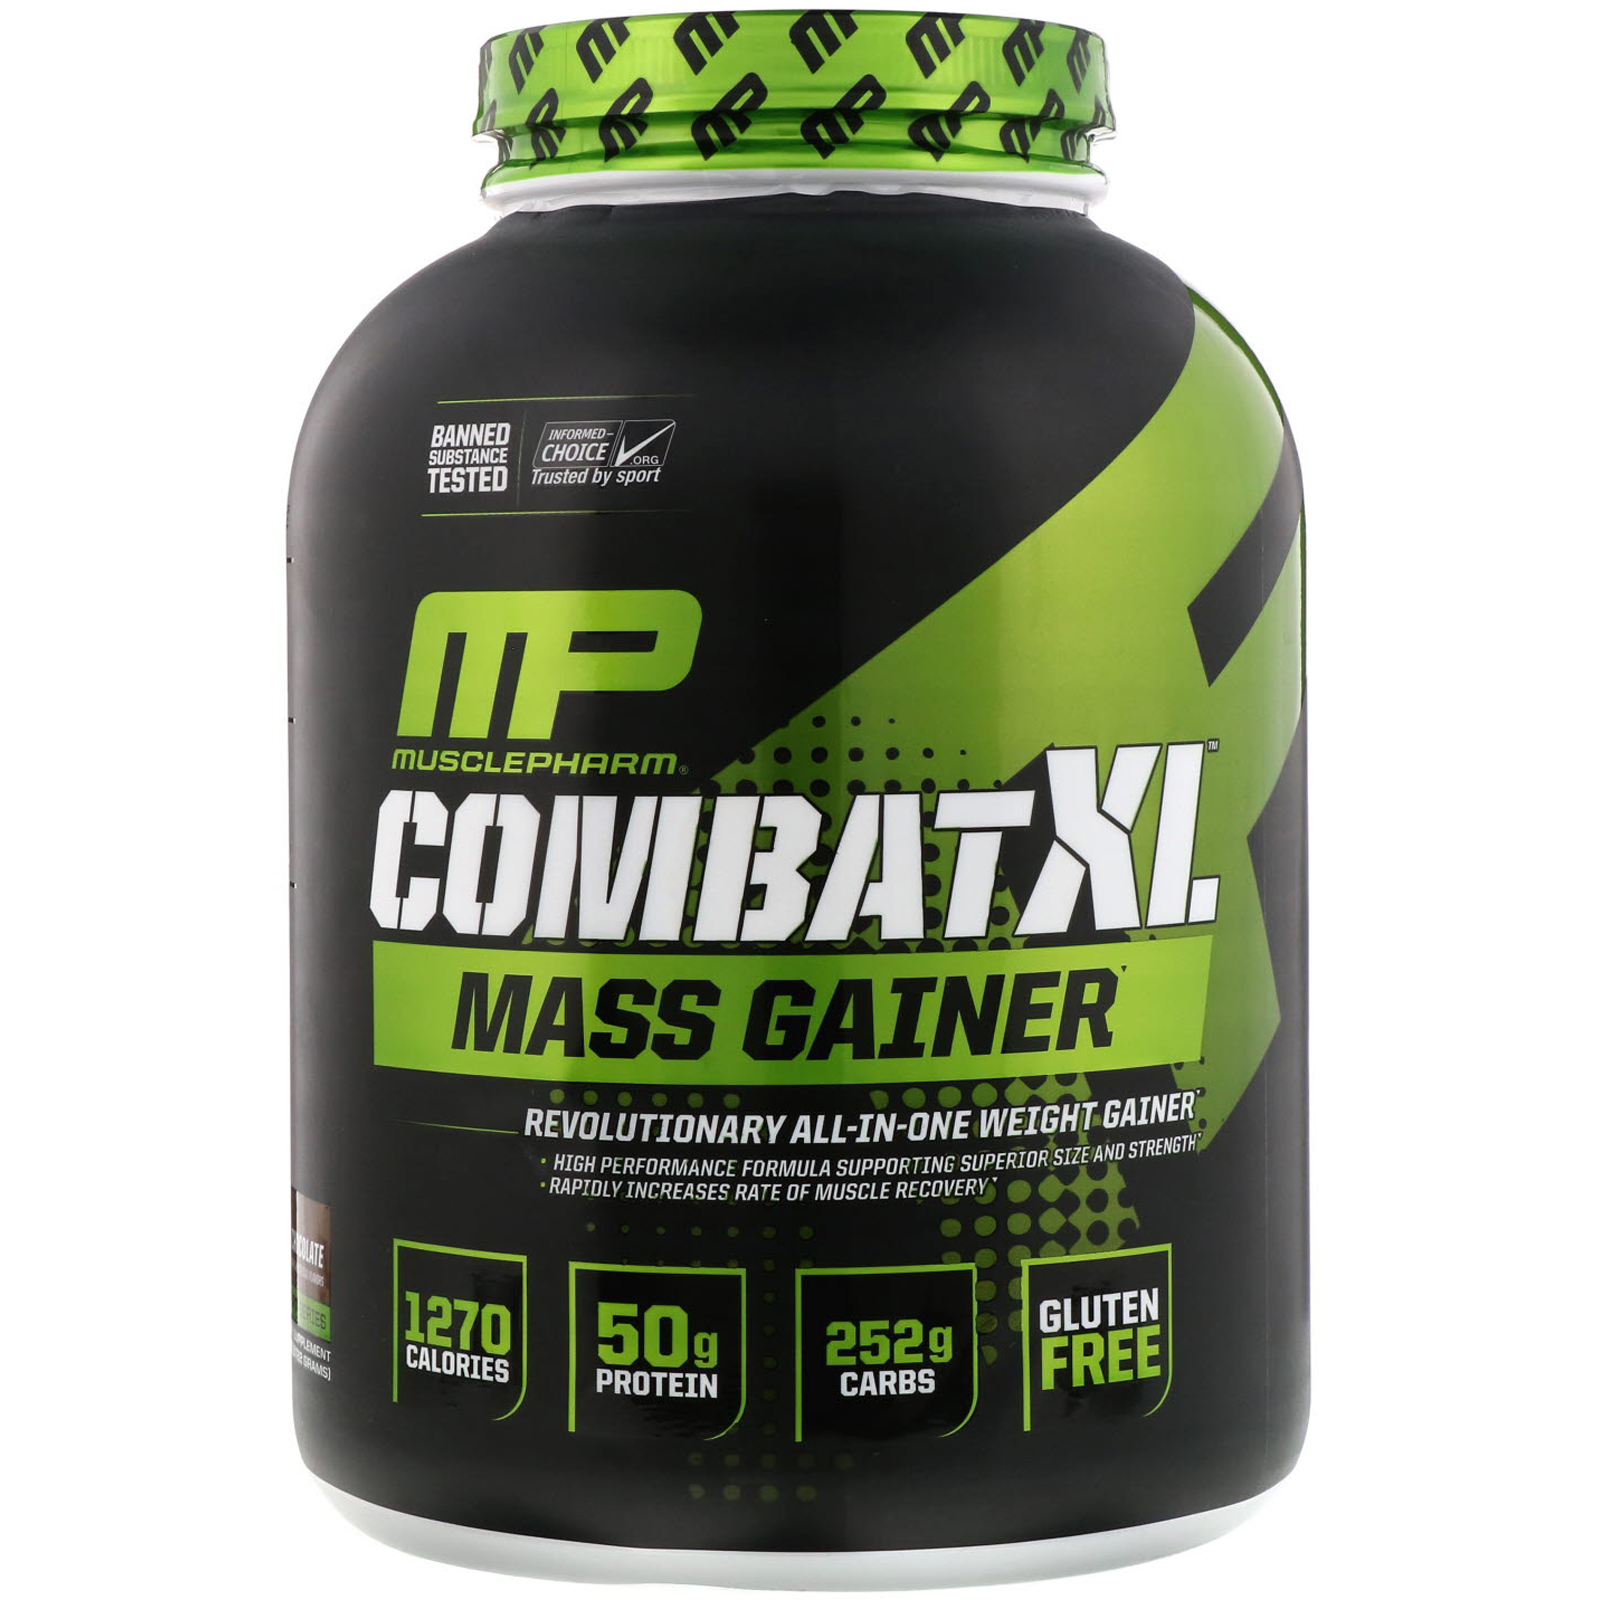 BANNED
SUBSTANCE
TESTED
INFORMED-
CHOICE
.ORG
Trusted by sport
MP
MUSCLEPHARM®
COMBATXL™
MASS GAINER
REVOLUTIONARY ALL-IN-ONE WEIGHT GAINER
• HIGH PERFORMANCE FORMULA SUPPORTING SUPERIOR SIZE AND STRENGTH
• RAPIDLY INCREASES RATE OF MUSCLE RECOVERY
1270
CALORIES
50g
PROTEIN
252g
CARBS
GLUTEN
FREE